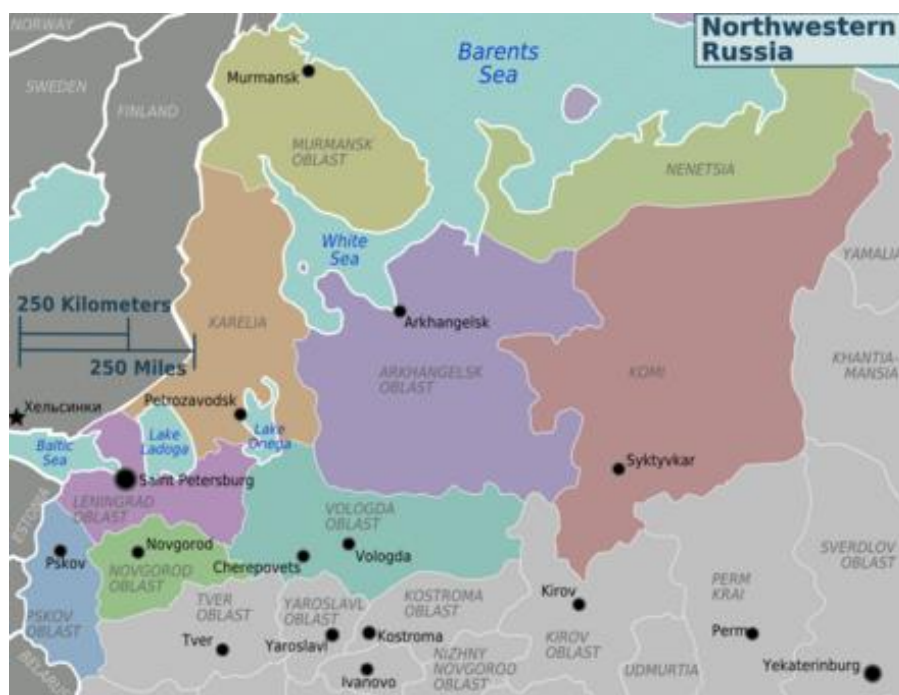 NORWAY
Northwestern
Russia
Barents
Sea
Murmansk
SWEDEN
FINLAND
MURMANSK
OBLAST
NENETSIA
White
Sea
YAMALIA
250 Kilometers
KARELIA
Arkhangelsk
250 Miles
ARKHANGELSK
OBLAST
KOMI
KHANTIA-
MANSIA
Petrozavodsk
Хельсинки
Baltic
Sea
Lake
Ladoga
Lake
Onega
Syktyvkar
Saint Petersburg
LENINGRAD
OBLAST
ESTONIA
VOLOGDA
OBLAST
Pskov
Novgorod
NOVGOROD
OBLAST
Cherepovets
Vologda
SVERDLOV
OBLAST
PSKOV
OBLAST
TVER
OBLAST
YAROSLAVL
OBLAST
KOSTROMA
OBLAST
Kirov
PERM
KRAI
Tver
Yaroslavl
Kostroma
KIROV
OBLAST
Perm
NIZHNY
NOVGOROD
OBLAST
UDMURTIA
Ivanovo
Yekaterinburg